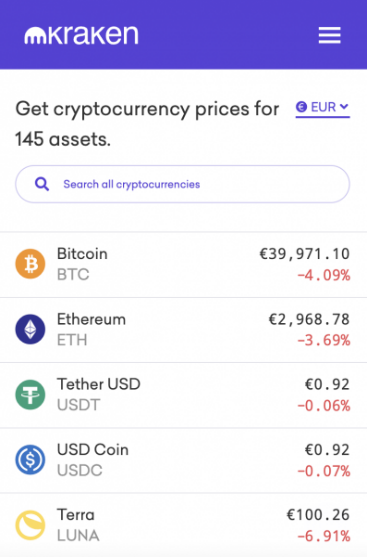 kraken
Get cryptocurrency prices for
€ EUR
145 assets.
Search all cryptocurrencies
Bitcoin €39,971.10
BTC -4.09%
Ethereum €2,968.78
ETH -3.69%
Tether USD €0.92
USDT -0.06%
USD Coin €0.92
USDC -0.07%
Terra €100.26
LUNA -6.91%